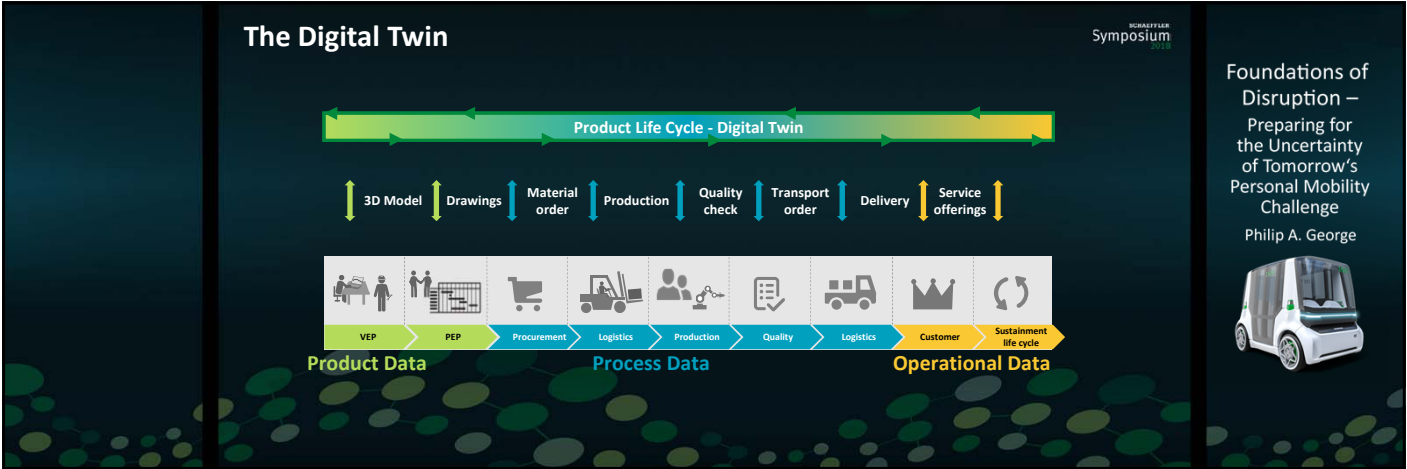 The Digital Twin
SCHAEFFLER
Symposium
2018
Product Life Cycle - Digital Twin
3D Model
Drawings
Material
order
Production
Quality
check
Transport
order
Delivery
Service
offerings
VEP
PEP
Procurement
Logistics
Production
Quality
Logistics
Customer
Sustainment
life cycle
Product Data
Process Data
Operational Data
Foundations of
Disruption –
Preparing for
the Uncertainty
of Tomorrow‘s
Personal Mobility
Challenge
Philip A. George